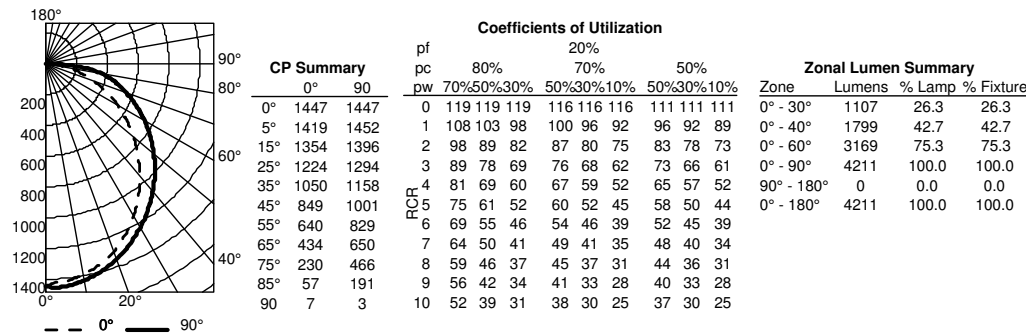 180°
90°
80°
60°
40°
200
400
600
800
1000
1200
1400
0°
20°
0°
90°
CP Summary
0° 90
0° 1447 1447
5° 1419 1452
15° 1354 1396
25° 1224 1294
35° 1050 1158
45° 849 1001
55° 640 829
65° 434 650
75° 230 466
85° 57 191
90 7 3
Coefficients of Utilization
pf 20%
pc 80% 70% 50%
pw 70%50%30% 50%30%10% 50%30%10%
RCR
0 119 119 119 116 116 116 111 111 111
1 108 103 98 100 96 92 96 92 89
2 98 89 82 87 80 75 83 78 73
3 89 78 69 76 68 62 73 66 61
4 81 69 60 67 59 52 65 57 52
5 75 61 52 60 52 45 58 50 44
6 69 55 46 54 46 39 52 45 39
7 64 50 41 49 41 35 48 40 34
8 59 46 37 45 37 31 44 36 31
9 56 42 34 41 33 28 40 33 28
10 52 39 31 38 30 25 37 30 25
Zonal Lumen Summary
Zone Lumens % Lamp % Fixture
0° - 30° 1107 26.3 26.3
0° - 40° 1799 42.7 42.7
0° - 60° 3169 75.3 75.3
0° - 90° 4211 100.0 100.0
90° - 180° 0 0.0 0.0
0° - 180° 4211 100.0 100.0